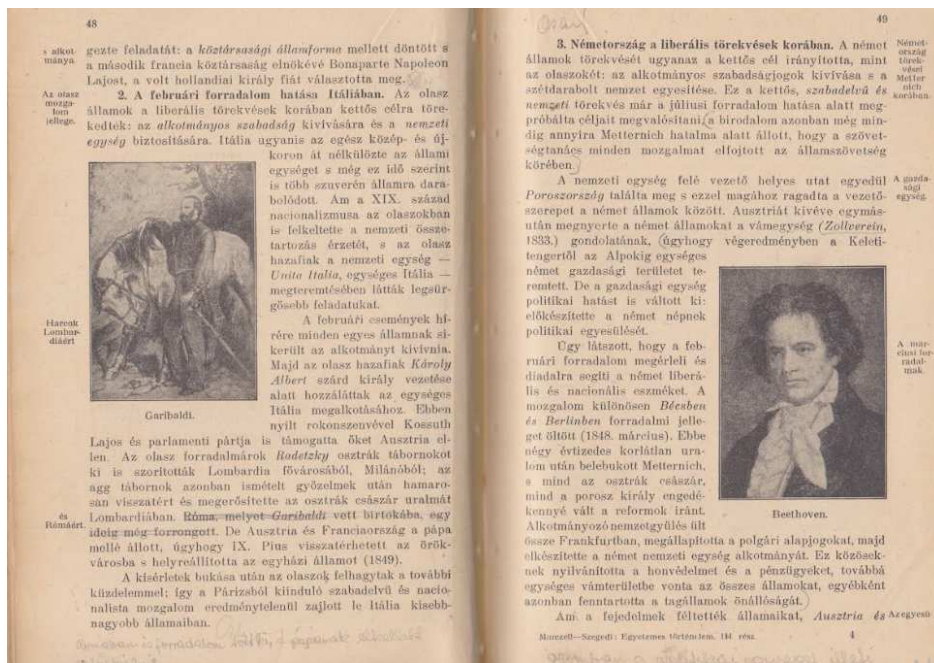 48
s alkot-
mánya
gezte feladatát: a köztársasági államforma mellett döntött s
a második francia köztársaság elnökévé Bonaparte Napoleon
Lajost, a volt hollandiai király fiát választotta meg.
Az olasz
mozga-
lom
jellege.
2. A februári forradalom hatása Itáliában. Az olasz
államok a liberális törekvések korában kettős célra töre-
kedtek: az alkotmányos szabadság kivívására és a nemzeti
egység biztosítására. Itália ugyanis az egész közép- és új-
koron át nélkülözte az állami
egységet s még ez idő szerint
is több szuverén államra dara-
bolódott. Am a XIX. század
nacionalizmusa az olaszokban
is felkeltette a nemzeti össze-
tartozás érzetét, s az olasz
hazafiak a nemzeti egység —
Unita Italia, egységes Itália —
megteremtésében látták legsür-
gősebb feladatukat.
Harcok
Lombar-
diáért
A februári események hí-
rére minden egyes államnak si-
került az alkotmányt kivívnia.
Majd az olasz hazafiak Károly
Albert szárd király vezetése
alatt hozzáláttak az egységes
Itália megalkotásához. Ebben
nyílt rokonszenvével Kossuth
Garibaldi.
Lajos és parlamenti pártja is támogatta őket Ausztria el-
len. Az olasz forradalmárok Radetzky osztrák tábornokot
ki is szorították Lombardia fővárosából, Milánóból; az
agg tábornok azonban ismételt győzelmek után hamaro-
san visszatért és megerősítette az osztrák császár uralmát
és
Rómáért.
Lombardiában. Róma, melyet Garibaldi vett birtokába, egy
ideig még forrongott. De Ausztria és Franciaország a pápa
mellé állott, úgyhogy IX. Pius visszatérhetett az örök-
városba s helyreállította az egyházi államot (1849).
A kísérletek bukása után az olaszok felhagytak a további
küzdelemmel; így a Párizsból kiinduló szabadelvű és nacio-
nalista mozgalom eredménytelenül zajlott le Itália kisebb-
nagyobb államaiban.
49
3. Németország a liberális törekvések korában. A német
államok törekvését ugyanaz a kettős cél irányította, mint
az olaszokét: az alkotmányos szabadságjogok kivívása s a
szétdarabolt nemzet egyesítése. Ez a kettős, szabadelvű és
nemzeti törekvés már a júliusi forradalom hatása alatt meg-
próbálta céljait megvalósítani; a birodalom azonban még min-
dig annyira Metternich hatalma alatt állott, hogy a szövet-
ségtanács minden mozgalmat elfojtott az államszövetség
körében.
Német-
ország
törek-
vései
Metter
nich
korában.
A nemzeti egység felé vezető helyes utat egyedül
Poroszország találta meg s ezzel magához ragadta a vezető-
szerepet a német államok között. Ausztriát kivéve egymás-
után megnyerte a német államokat a vámegység (Zollverein,
1833.) gondolatának, úgyhogy végeredményben a Keleti-
tengertől az Alpokig egységes
német gazdasági területet te-
remtett. De a gazdasági egység
politikai hatást is váltott ki:
előkészítette a német népnek
politikai egyesülését.
A gazda-
sági
egység.
Úgy látszott, hogy a feb-
ruári forradalom megérleli és
diadalra segíti a német liberá-
lis és nacionális eszméket. A
mozgalom különösen Bécsben
és Berlinben forradalmi jelle-
get öltött (1848. március). Ebbe
négy évtizedes korlátlan ura-
lom után belebukott Metternich,
s mind az osztrák császár,
mind a porosz király engedé-
kennyé vált a reformok iránt.
Alkotmányozó nemzetgyűlés ült
A már-
ciusi for-
radal-
mak.
Beethoven.
össze Frankfurtban, megállapította a polgári alapjogokat, majd
elkészítette a német nemzeti egység alkotmányát. Ez közösek-
nek nyilvánította a honvédelmet és a pénzügyeket, továbbá
egységes vámterületbe vonta az összes államokat, egyébként
azonban fenntartotta a tagállamok önállóságát.
Am a fejedelmek féltették államaikat, Ausztria és
Az egyesü
Marczell—Szegedi: Egyetemes történelem. III. rész.
4